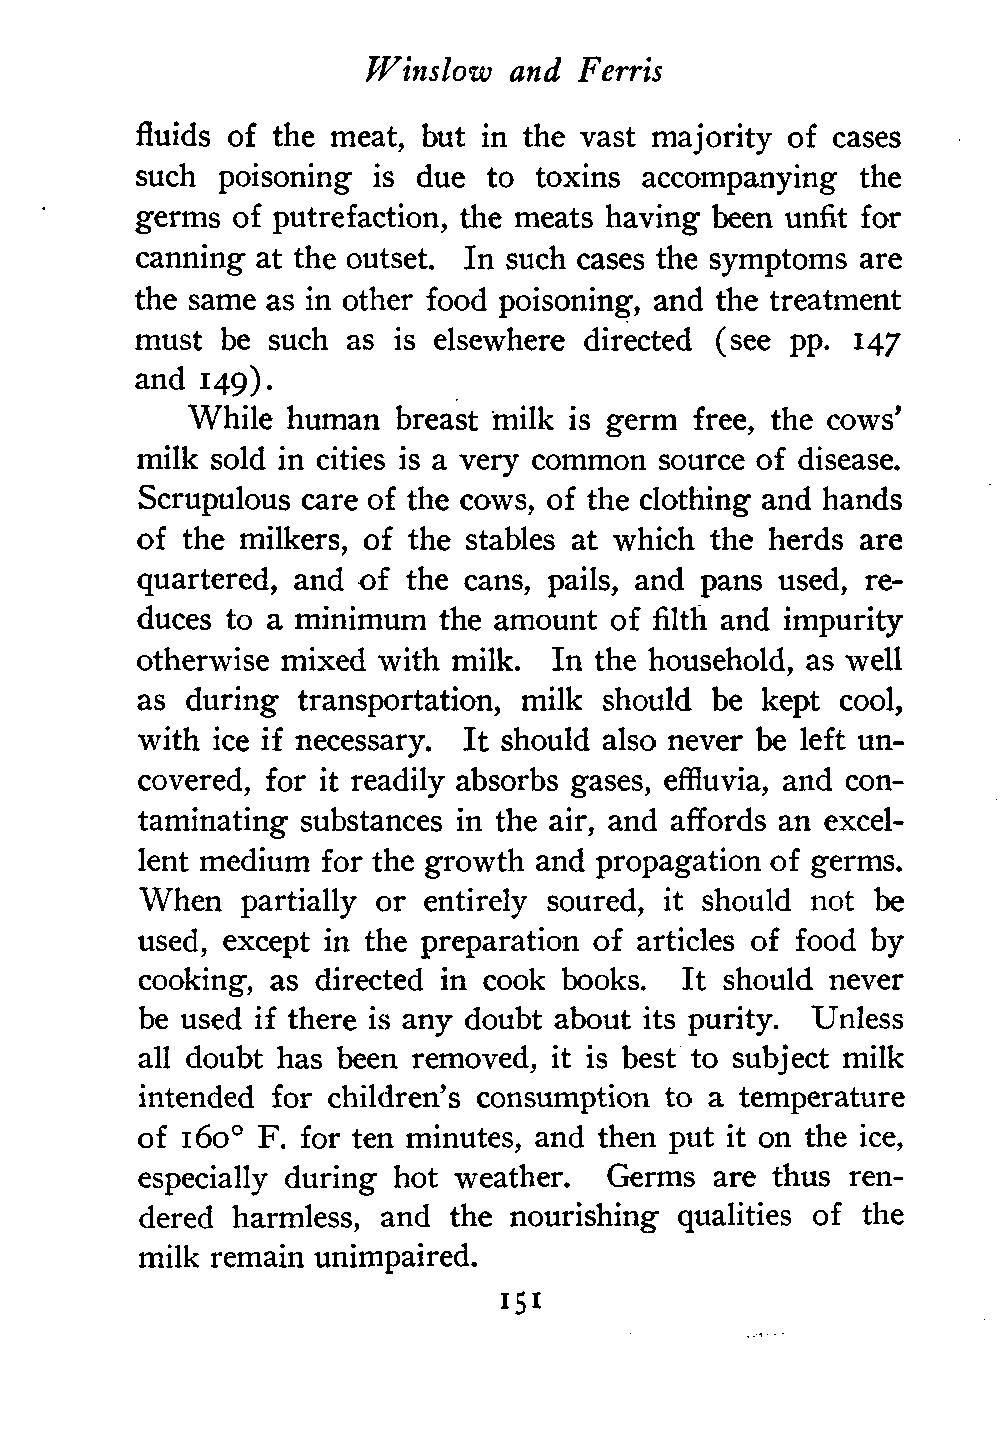 Winslow and Ferris
fluids of the meat, but in the vast majority of cases
such poisoning is due to toxins accompanying the
germs of putrefaction, the meats having been unfit for
canning at the outset. In such cases the symptoms are
the same as in other food poisoning, and the treatment
must be such as is elsewhere directed (see pp. 147
and 149).
While human breast milk is germ free, the cows'
milk sold in cities is a very common source of disease.
Scrupulous care of the cows, of the clothing and hands
of the milkers, of the stables at which the herds are
quartered, and of the cans, pails, and pans used, re-
duces to a minimum the amount of filth and impurity
otherwise mixed with milk. In the household, as well
as during transportation, milk should be kept cool,
with ice if necessary. It should also never be left un-
covered, for it readily absorbs gases, effluvia, and con-
taminating substances in the air, and affords an excel-
lent medium for the growth and propagation of germs.
When partially or entirely soured, it should not be
used, except in the preparation of articles of food by
cooking, as directed in cook books. It should never
be used if there is any doubt about its purity. Unless
all doubt has been removed, it is best to subject milk
intended for children's consumption to a temperature
of 160° F. for ten minutes, and then put it on the ice,
especially during hot weather. Germs are thus ren-
dered harmless, and the nourishing qualities of the
milk remain unimpaired.
151